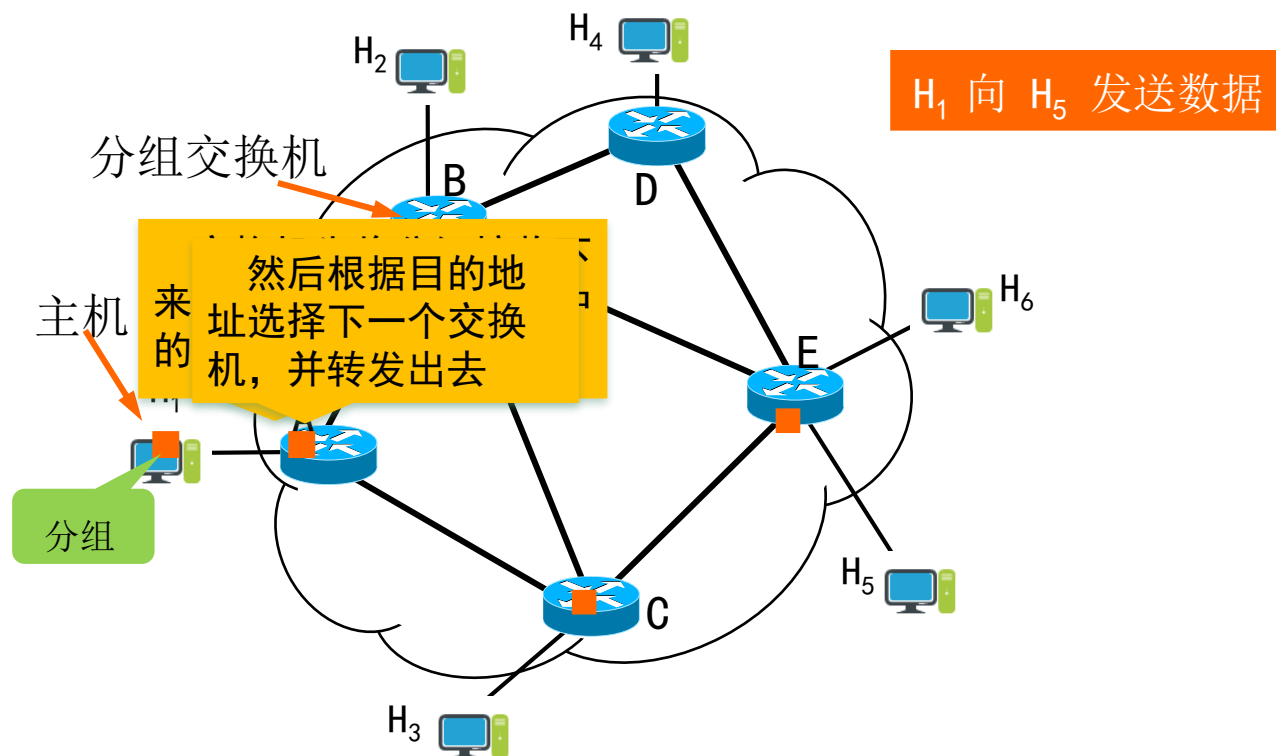 H₄
H₂
H₁ 向 H₅ 发送数据
分组交换机
B
D
然后根据目的地
址选择下一个交换
机，并转发出去
来
的
主机
H₆
E
分组
H₅
C
H₃